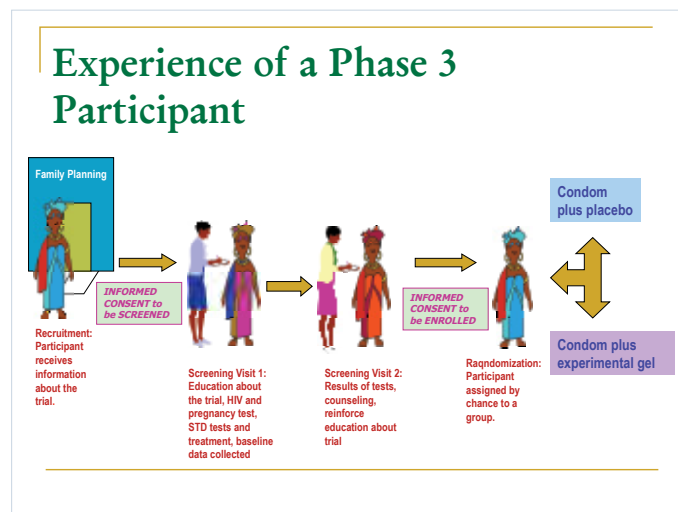 Experience of a Phase 3
Participant
Family Planning
INFORMED
CONSENT to
be SCREENED
Recruitment:
Participant
receives
information
about the
trial.
Screening Visit 1:
Education about
the trial, HIV and
pregnancy test,
STD tests and
treatment, baseline
data collected
Screening Visit 2:
Results of tests,
counseling,
reinforce
education about
trial
INFORMED
CONSENT to
be ENROLLED
Raqndomization:
Participant
assigned by
chance to a
group.
Condom
plus placebo
Condom plus
experimental gel